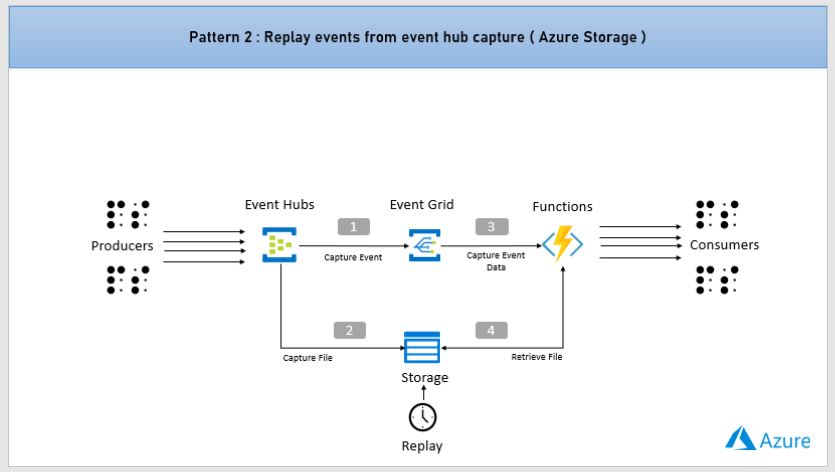 Pattern 2 : Replay events from event hub capture ( Azure Storage )
Event Hubs
Event Grid
Functions
1
3
Producers
Consumers
Capture Event
Capture Event
Data
2
4
Capture File
Retrieve File
Storage
Replay
Azure